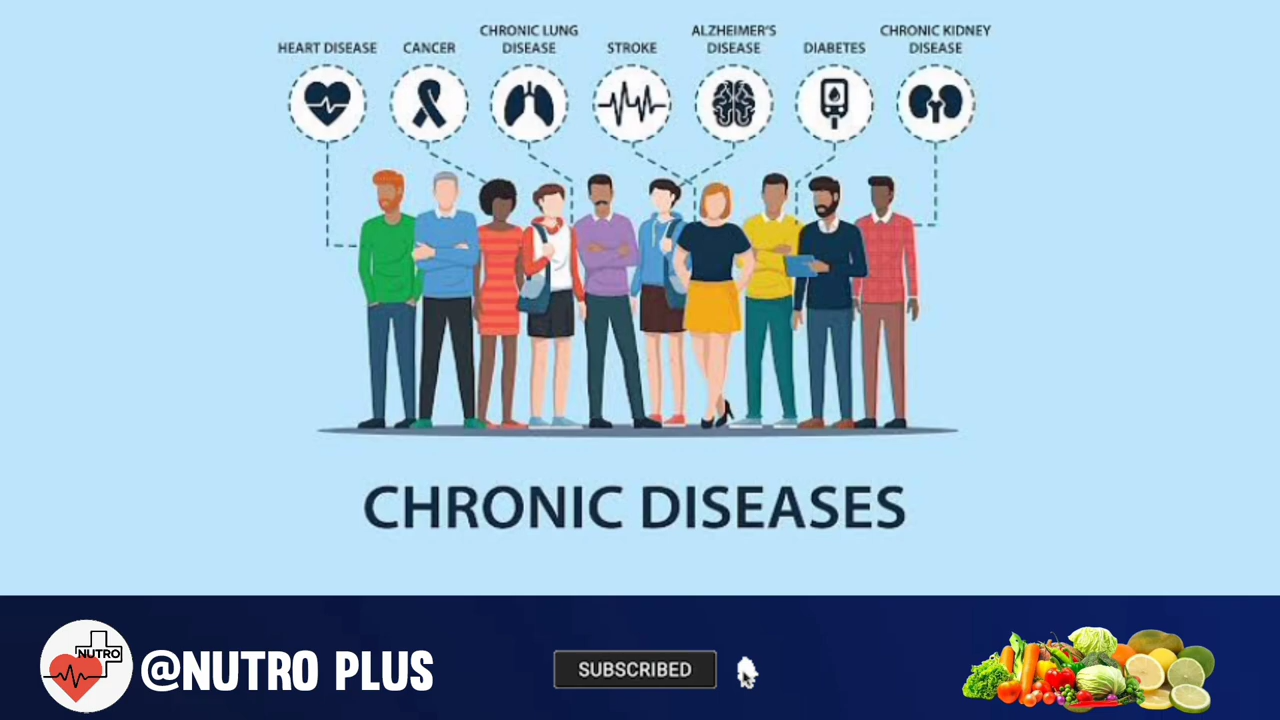 HEART DISEASE
CANCER
CHRONIC LUNG
DISEASE
STROKE
ALZHEIMER'S
DISEASE
DIABETES
CHRONIC KIDNEY
DISEASE
CHRONIC DISEASES
NUTRO
@NUTRO PLUS
SUBSCRIBED